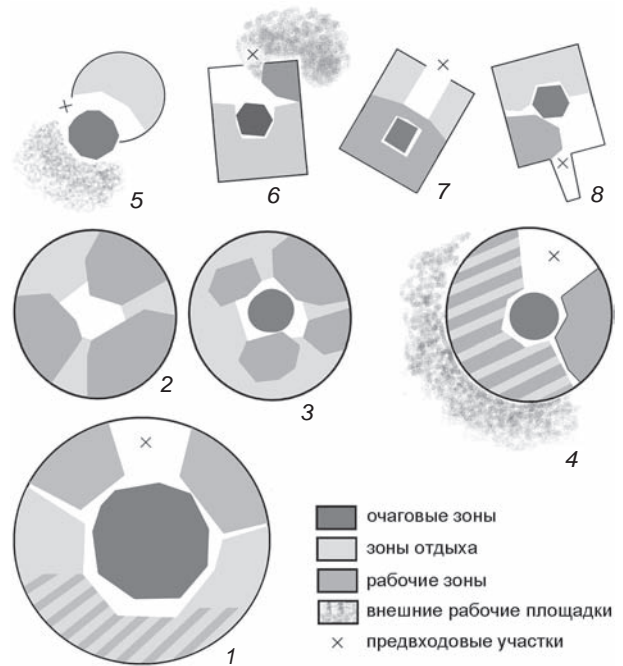 5
6
7
8
2
3
4
1
очаговые зоны
зоны отдыха
рабочие зоны
внешние рабочие площадки
× предвходовые участки